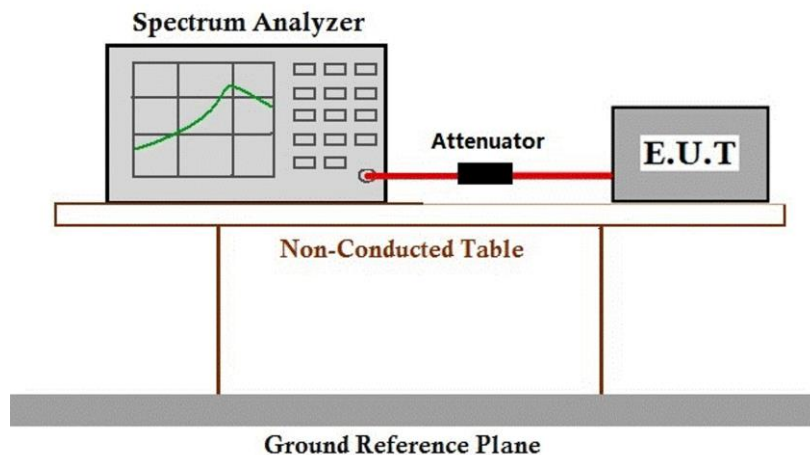 Spectrum Analyzer
Attenuator
E.U.T
Non-Conducted Table
Ground Reference Plane